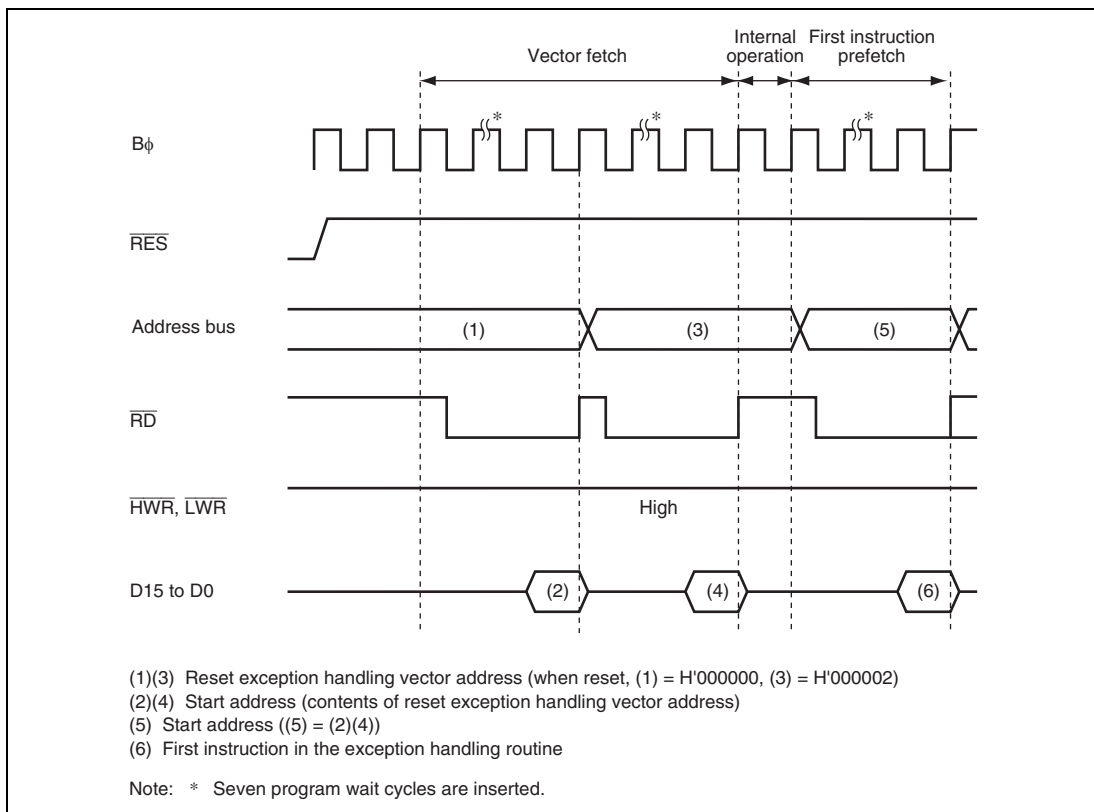 Vector fetch
Internal operation
First instruction prefetch
*
*
*
Bφ
RES
Address bus
(1)
(3)
(5)
RD
HWR, LWR
High
D15 to D0
(2)
(4)
(6)
(1)(3) Reset exception handling vector address (when reset, (1) = H'000000, (3) = H'000002)
(2)(4) Start address (contents of reset exception handling vector address)
(5) Start address ((5) = (2)(4))
(6) First instruction in the exception handling routine
Note: * Seven program wait cycles are inserted.